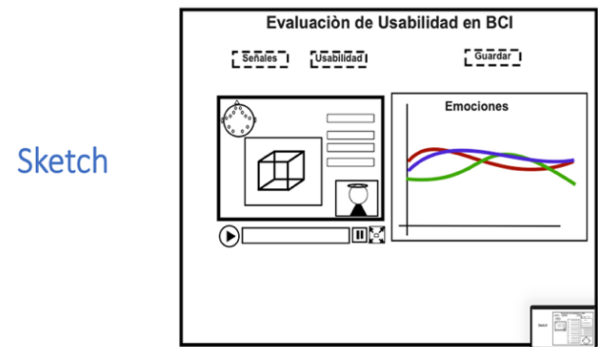 Evaluaciòn de Usabilidad en BCI
Señales
Usabilidad
Guardar
Sketch
Emociones